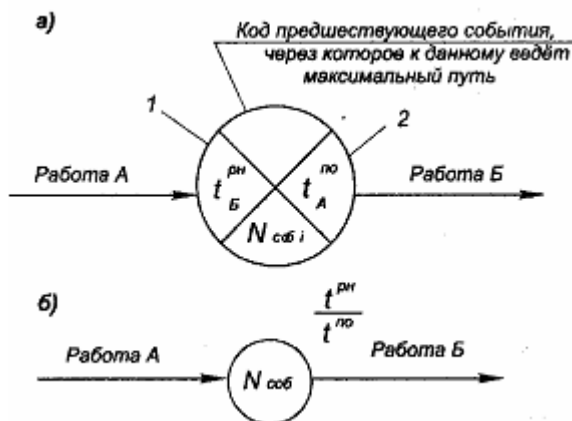 а)
Код предшествующего события,
через которое к данному ведёт
максимальный путь
1
2
Работа А
t Б рн
t А по
Работа Б
N соб i
б)
t рн
t по
Работа А
Работа Б
N соб